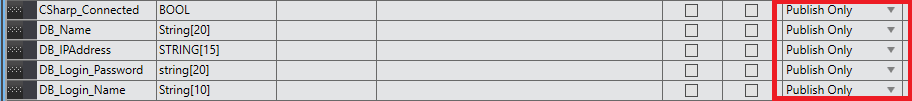 CSharp_Connected BOOL Publish Only
DB_Name String[20] Publish Only
DB_IPAddress STRING[15] Publish Only
DB_Login_Password string[20] Publish Only
DB_Login_Name String[10] Publish Only